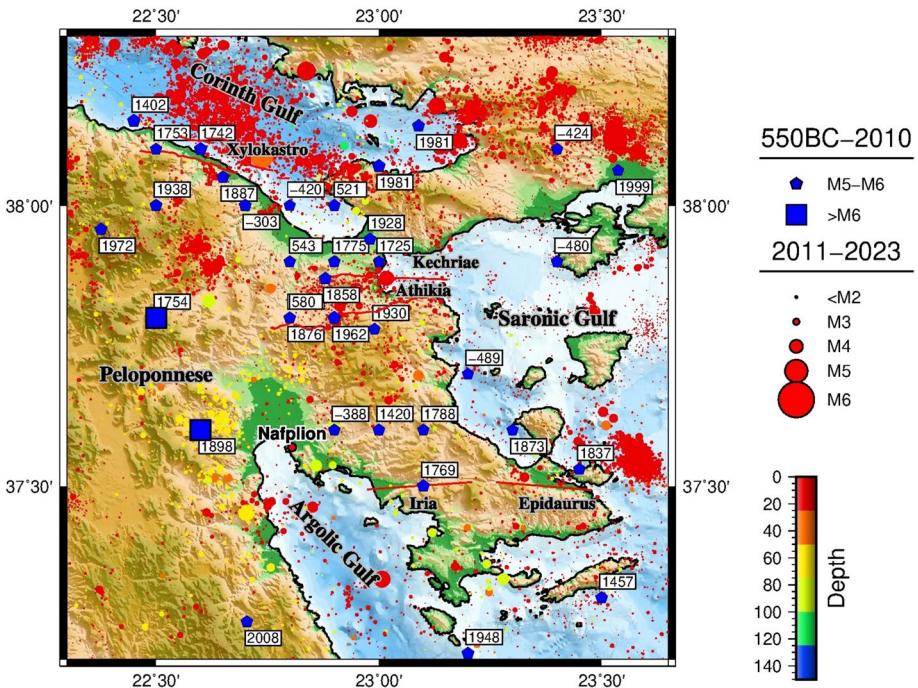 22°30'
23°00'
23°30'
1402
Corinth Gulf
1753
1742
Xylokastro
1981
-424
1938
1887
-420
521
1981
1999
38°00'
38°00'
-303
1928
1972
543
1775
1725
Kechriae
-480
1754
580
1858
Athikia
1930
1876
1962
Saronic Gulf
Peloponnese
-489
-388
1420
1788
1898
Nafplion
1873
1837
1769
37°30'
37°30'
Iria
Epidaurus
Argolic Gulf
1457
2008
1948
22°30'
23°00'
23°30'
550BC-2010
M5-M6
>M6
2011-2023
<M2
M3
M4
M5
M6
0
20
40
60
80
100
120
140
Depth